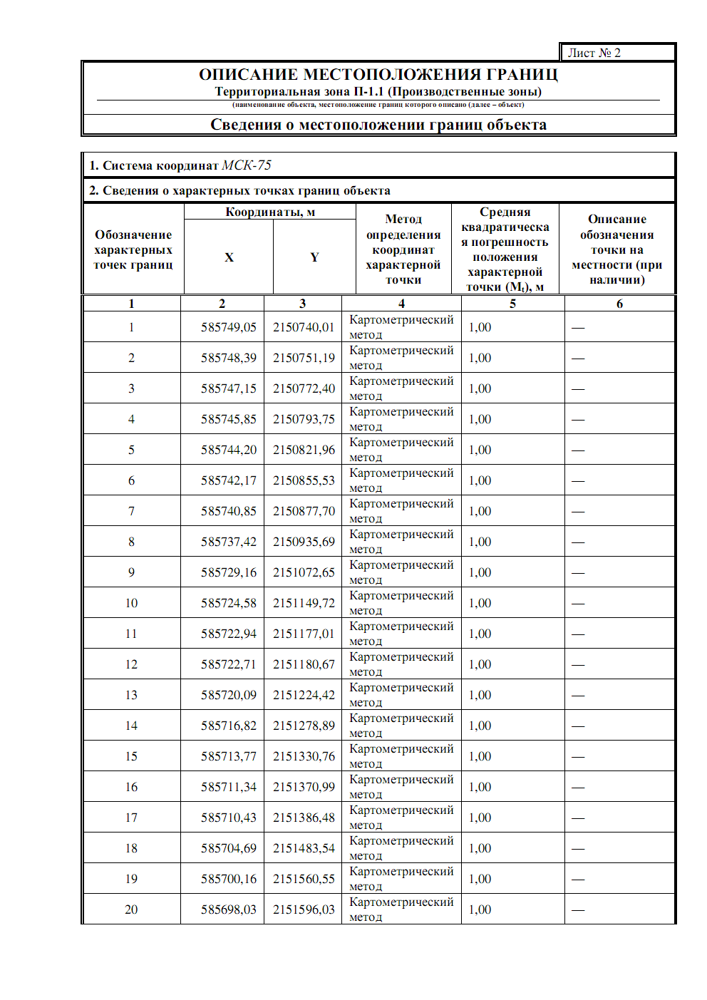 Лист № 2
ОПИСАНИЕ МЕСТОПОЛОЖЕНИЯ ГРАНИЦ
Территориальная зона П-1.1 (Производственные зоны)
(наименование объекта, местоположение границ которого описано (далее – объект)
Сведения о местоположении границ объекта
1. Система координат МСК-75
2. Сведения о характерных точках границ объекта
Обозначение
характерных
точек границ
Координаты, м
X
Y
Метод
определения
координат
характерной
точки
Средняя
квадратическа
я погрешность
положения
характерной
точки (Mt), м
Описание
обозначения
точки на
местности (при
наличии)
1 2 3 4 5 6
1 585749,05 2150740,01 Картометрический
метод 1,00 —
2 585748,39 2150751,19 Картометрический
метод 1,00 —
3 585747,15 2150772,40 Картометрический
метод 1,00 —
4 585745,85 2150793,75 Картометрический
метод 1,00 —
5 585744,20 2150821,96 Картометрический
метод 1,00 —
6 585742,17 2150855,53 Картометрический
метод 1,00 —
7 585740,85 2150877,70 Картометрический
метод 1,00 —
8 585737,42 2150935,69 Картометрический
метод 1,00 —
9 585729,16 2151072,65 Картометрический
метод 1,00 —
10 585724,58 2151149,72 Картометрический
метод 1,00 —
11 585722,94 2151177,01 Картометрический
метод 1,00 —
12 585722,71 2151180,67 Картометрический
метод 1,00 —
13 585720,09 2151224,42 Картометрический
метод 1,00 —
14 585716,82 2151278,89 Картометрический
метод 1,00 —
15 585713,77 2151330,76 Картометрический
метод 1,00 —
16 585711,34 2151370,99 Картометрический
метод 1,00 —
17 585710,43 2151386,48 Картометрический
метод 1,00 —
18 585704,69 2151483,54 Картометрический
метод 1,00 —
19 585700,16 2151560,55 Картометрический
метод 1,00 —
20 585698,03 2151596,03 Картометрический
метод 1,00 —